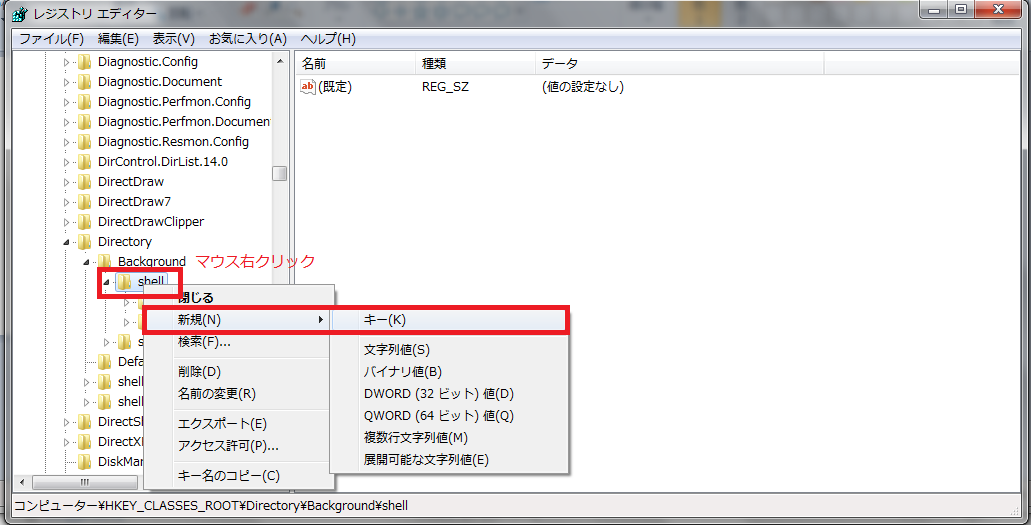 レジストリ エディター
ファイル(F) 編集(E) 表示(V) お気に入り(A) ヘルプ(H)
Diagnostic.Config
Diagnostic.Document
Diagnostic.Perfmon.Config
Diagnostic.Perfmon.Documen
Diagnostic.Resmon.Config
DirControl.DirList.14.0
DirectDraw
DirectDraw7
DirectDrawClipper
Directory
Background
マウス右クリック
shell
s
Defa
shell
shell
DirectSh
DirectX
DiskMar
名前 種類 データ
ab (既定) REG_SZ (値の設定なし)
閉じる
新規(N)
検索(F)...
削除(D)
名前の変更(R)
エクスポート(E)
アクセス許可(P)...
キー名のコピー(C)
キー(K)
文字列値(S)
バイナリ値(B)
DWORD (32 ビット) 値(D)
QWORD (64 ビット) 値(Q)
複数行文字列値(M)
展開可能な文字列値(E)
コンピューター¥HKEY_CLASSES_ROOT¥Directory¥Background¥shell